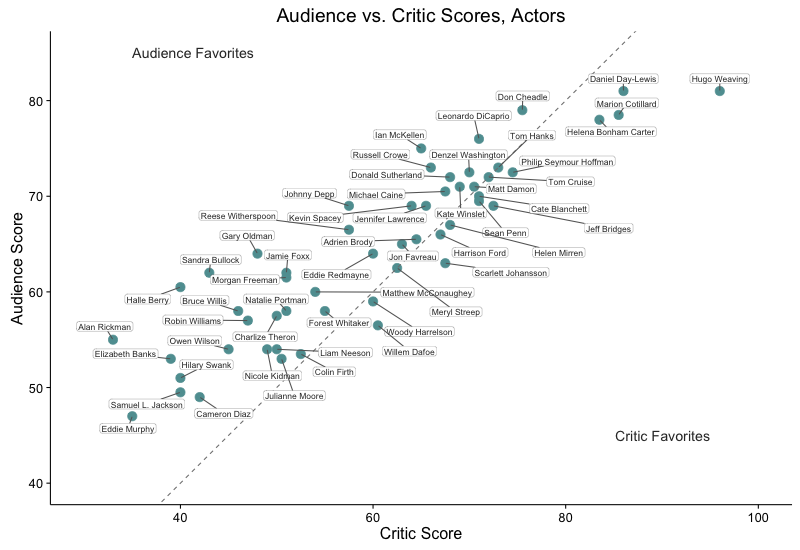 Audience vs. Critic Scores, Actors
Audience Favorites
Daniel Day-Lewis
Hugo Weaving
Don Cheadle
Marion Cotillard
Leonardo DiCaprio
Helena Bonham Carter
Ian McKellen
Tom Hanks
Russell Crowe
Denzel Washington
Philip Seymour Hoffman
Donald Sutherland
Tom Cruise
Johnny Depp
Michael Caine
Matt Damon
Reese Witherspoon
Kevin Spacey
Jennifer Lawrence
Kate Winslet
Cate Blanchett
Jeff Bridges
Gary Oldman
Adrien Brody
Sean Penn
Sandra Bullock
Jamie Foxx
Jon Favreau
Harrison Ford
Helen Mirren
Morgan Freeman
Eddie Redmayne
Scarlett Johansson
Halle Berry
Bruce Willis
Natalie Portman
Matthew McConaughey
Meryl Streep
Alan Rickman
Robin Williams
Forest Whitaker
Woody Harrelson
Owen Wilson
Charlize Theron
Elizabeth Banks
Liam Neeson
Willem Dafoe
Hilary Swank
Nicole Kidman
Colin Firth
Samuel L. Jackson
Julianne Moore
Cameron Diaz
Eddie Murphy
Critic Favorites
80
70
60
50
40
Audience Score
40
60
80
100
Critic Score